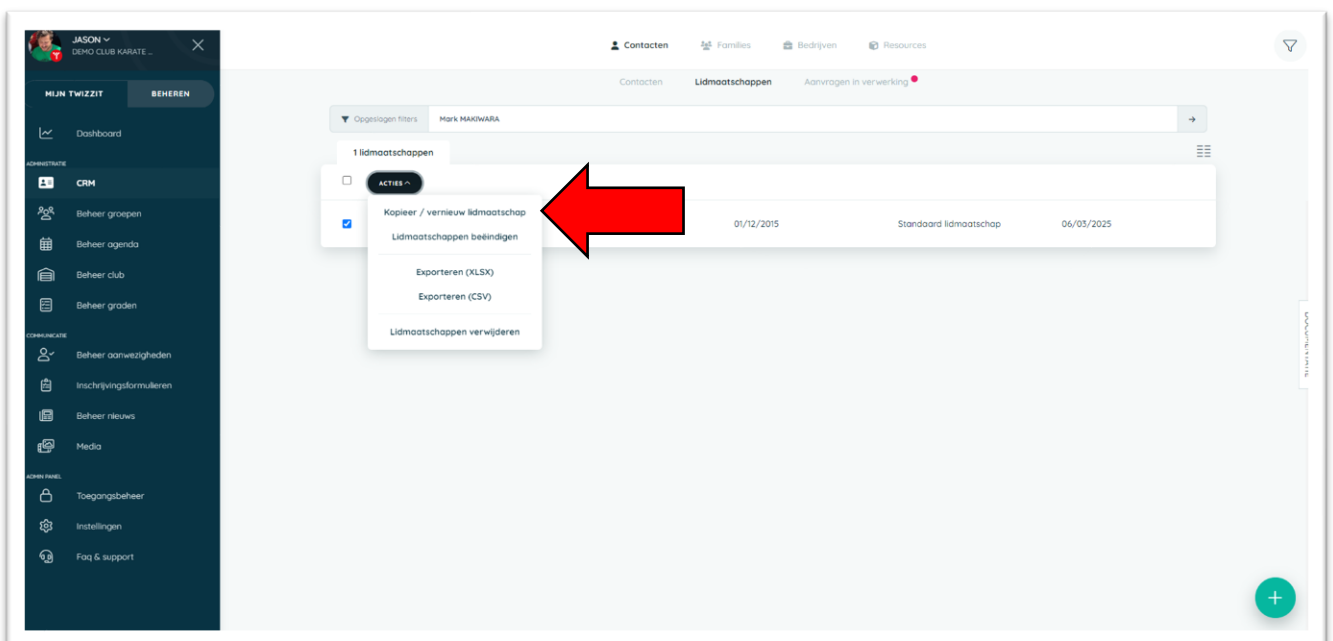 JASON
DEMO CLUB KARATE ...
MIJN TWIZZIT
BEHEREN
Dashboard
ADMINISTRATIE
CRM
Beheer groepen
Beheer agenda
Beheer club
Beheer graden
COMMUNICATIE
Beheer aanwezigheden
Inschrijvingsformulieren
Beheer nieuws
Media
ADMIN PANEL
Toegangsbeheer
Instellingen
Faq & support
Contacten Families Bedrijven Resources
Contacten Lidmaatschappen Aanvragen in verwerking
Opgeslagen filters Mark MAKIWARA
1 lidmaatschappen
ACTIES
Kopieer / vernieuw lidmaatschap
Lidmaatschappen beëindigen
Exporteren (XLSX)
Exporteren (CSV)
Lidmaatschappen verwijderen
01/12/2015 Standaard lidmaatschap 06/03/2025